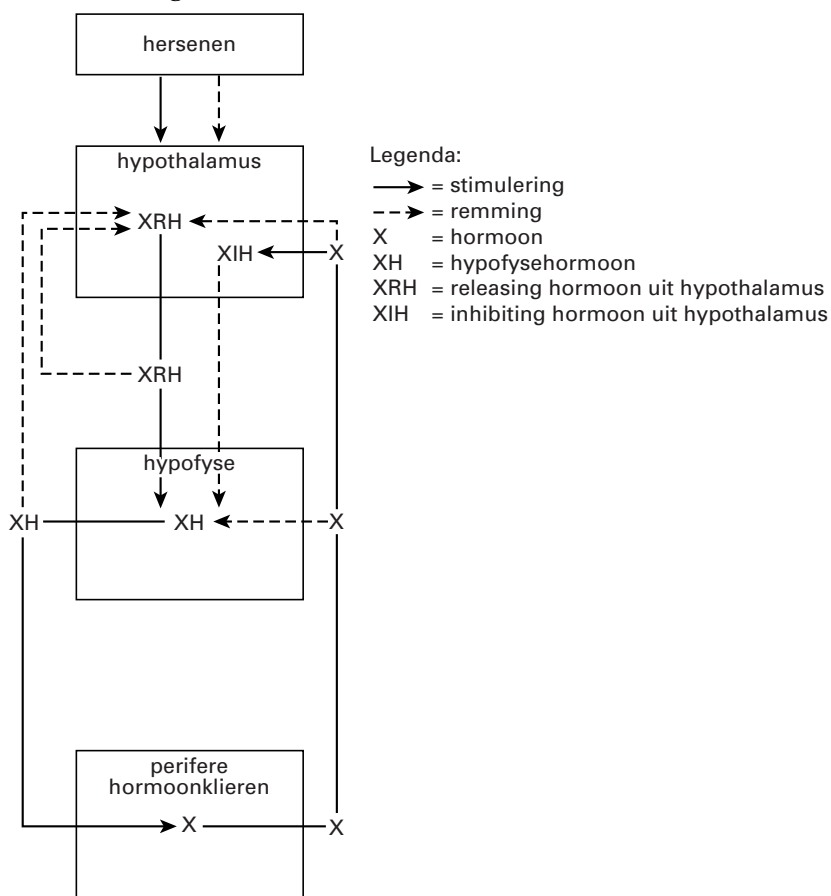 hersenen
hypothalamus
XRH
XIH
X
XRH
hypofyse
XH
XH
X
perifere
hormoonklieren
X
X
Legenda:
= stimulering
= remming
X = hormoon
XH = hypofysehormoon
XRH = releasing hormoon uit hypothalamus
XIH = inhibiting hormoon uit hypothalamus